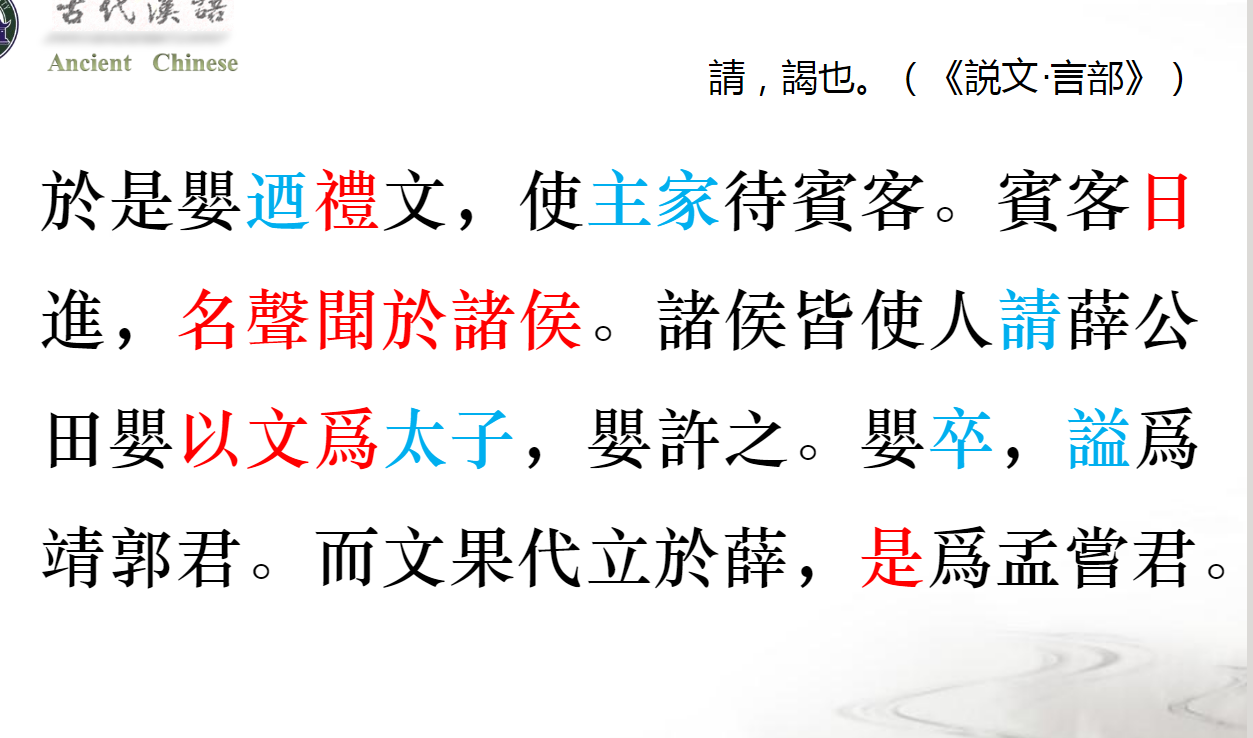 古代漢語
Ancient Chinese
請，謁也。（《説文·言部》）
於是嬰迺禮文，使主家待賓客。賓客日
進，名聲聞於諸侯。諸侯皆使人請薛公
田嬰以文爲太子，嬰許之。嬰卒，謚爲
靖郭君。而文果代立於薛，是爲孟嘗君。